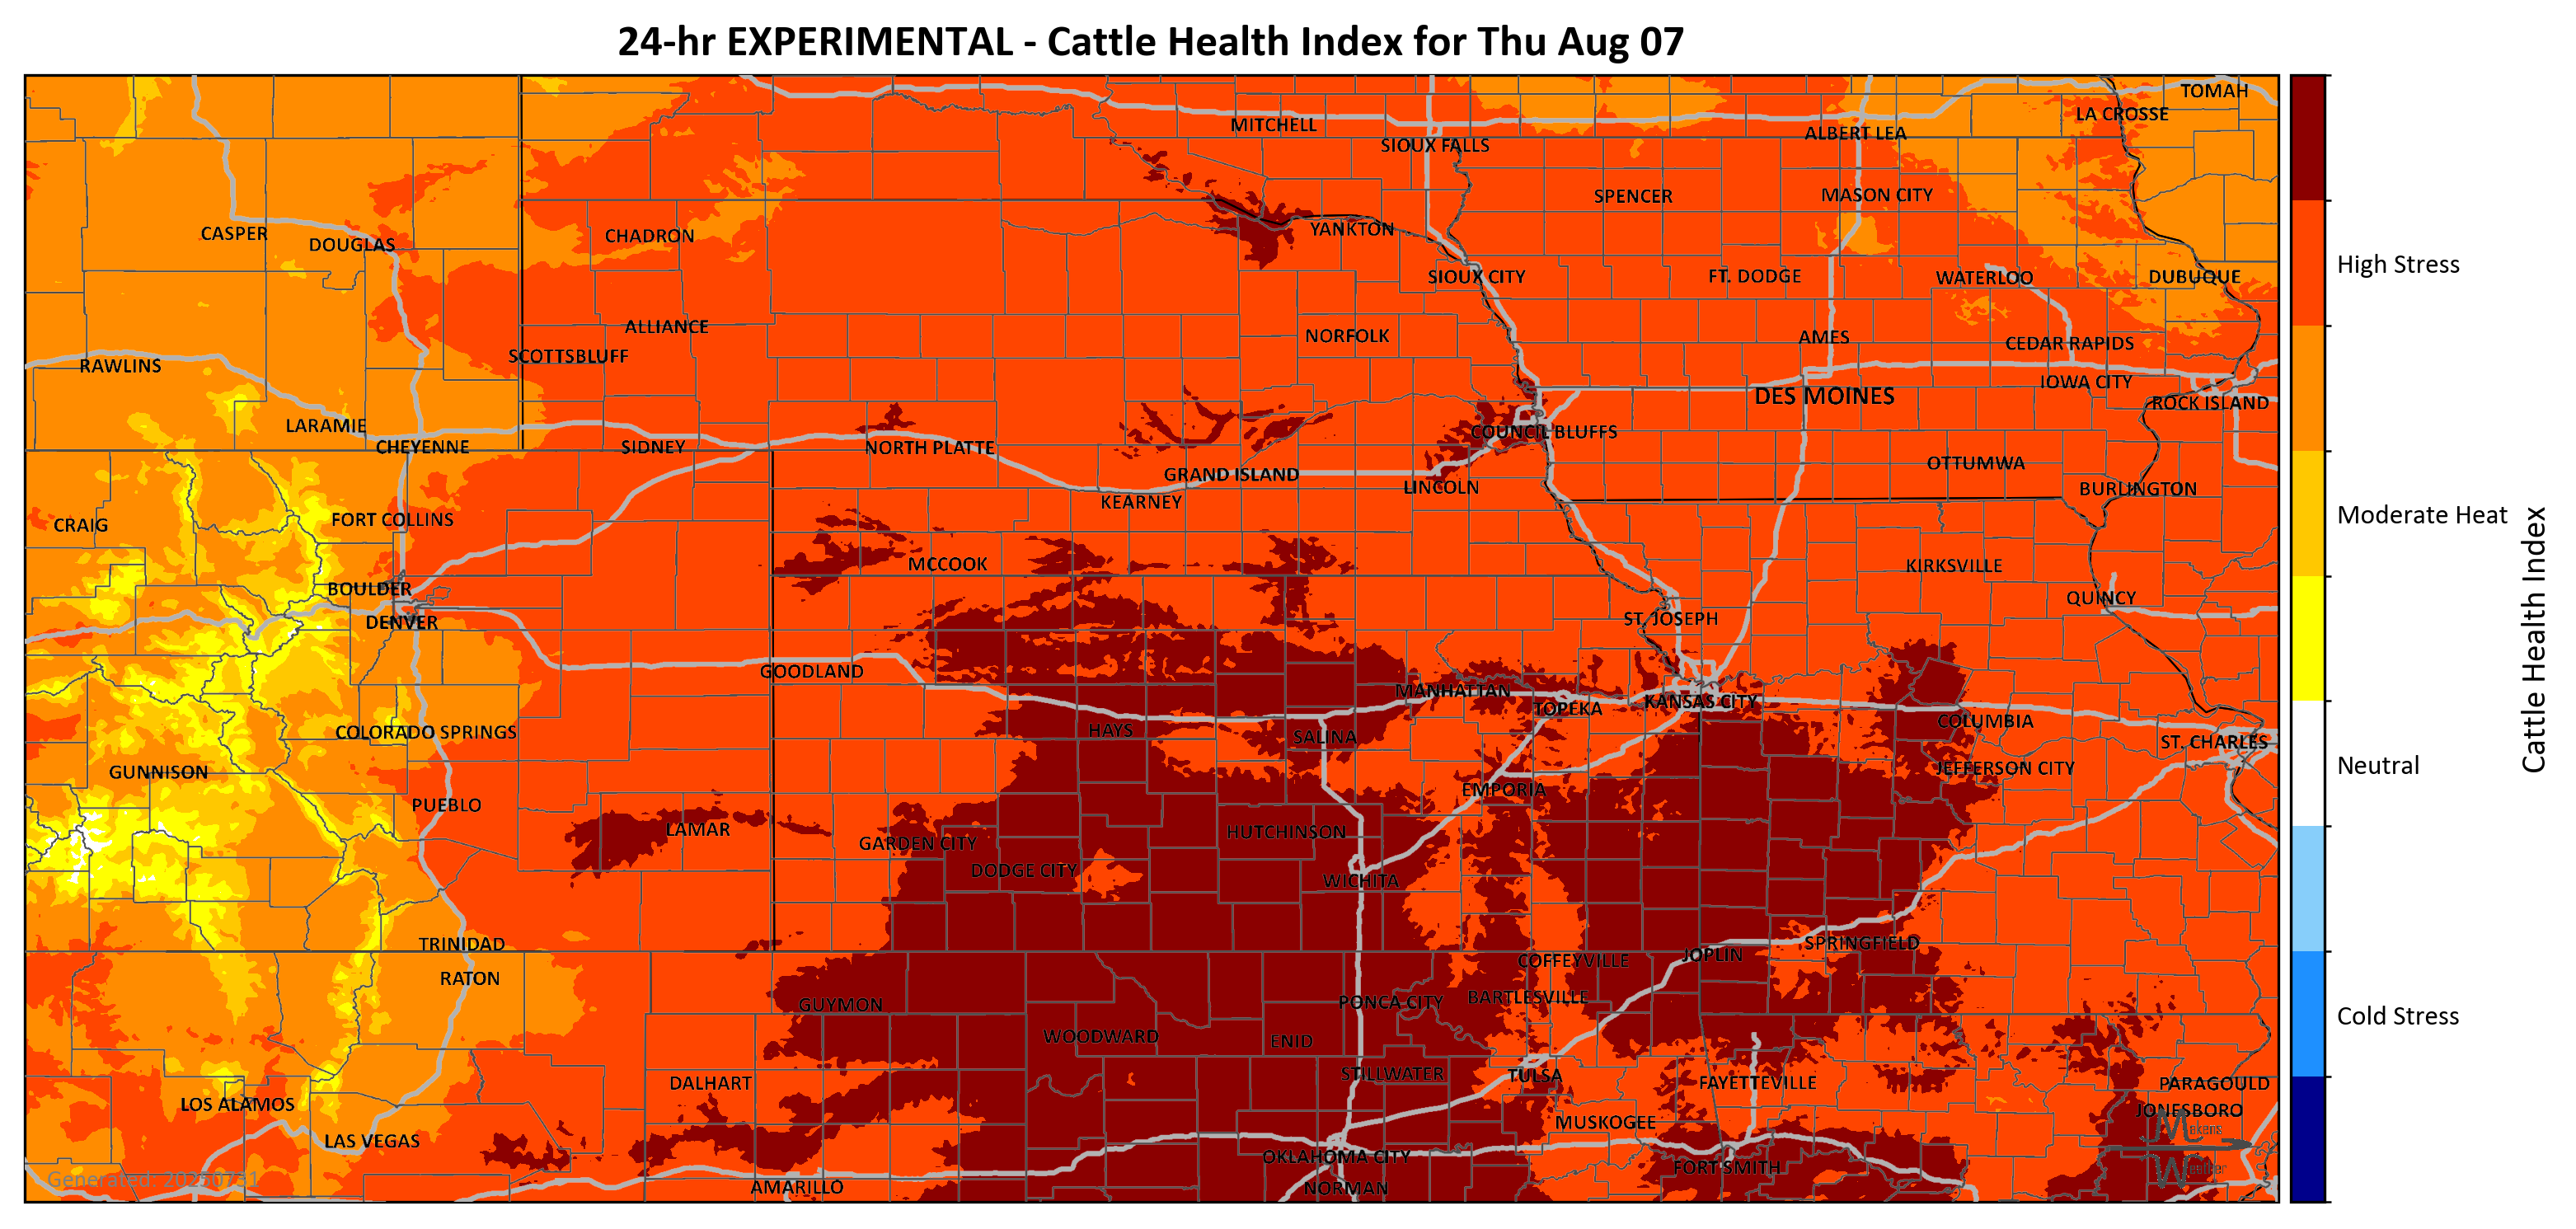 24-hr EXPERIMENTAL - Cattle Health Index for Thu Aug 07
TOMAH
LA CROSSE
MITCHELL
ALBERT LEA
SIOUX FALLS
SPENCER
MASON CITY
CASPER
DOUGLAS
CHADRON
YANKTON
SIOUX CITY
FT. DODGE
WATERLOO
DUBUQUE
High Stress
ALLIANCE
NORFOLK
AMES
CEDAR RAPIDS
SCOTTSBLUFF
RAWLINS
IOWA CITY
DES MOINES
ROCK ISLAND
LARAMIE
COUNCIL BLUFFS
CHEYENNE
SIDNEY
NORTH PLATTE
OTTUMWA
GRAND ISLAND
LINCOLN
BURLINGTON
KEARNEY
Moderate Heat
CRAIG
FORT COLLINS
MCCOOK
KIRKSVILLE
BOULDER
QUINCY
DENVER
ST. JOSEPH
Cattle Health Index
GOODLAND
MANHATTAN
TOPEKA
KANSAS CITY
COLUMBIA
COLORADO SPRINGS
HAYS
SALINA
ST. CHARLES
GUNNISON
JEFFERSON CITY
Neutral
EMPORIA
PUEBLO
LAMAR
HUTCHINSON
GARDEN CITY
DODGE CITY
WICHITA
TRINIDAD
SPRINGFIELD
JOPLIN
COFFEYVILLE
RATON
BARTLESVILLE
PONCA CITY
GUYMON
Cold Stress
WOODWARD
ENID
STILLWATER
TULSA
DALHART
FAYETTEVILLE
PARAGOULD
LOS ALAMOS
JONESBORO
MUSKOGEE
Makens
LAS VEGAS
OKLAHOMA CITY
FORT SMITH
Weather
Generated: 20250731
AMARILLO
NORMAN